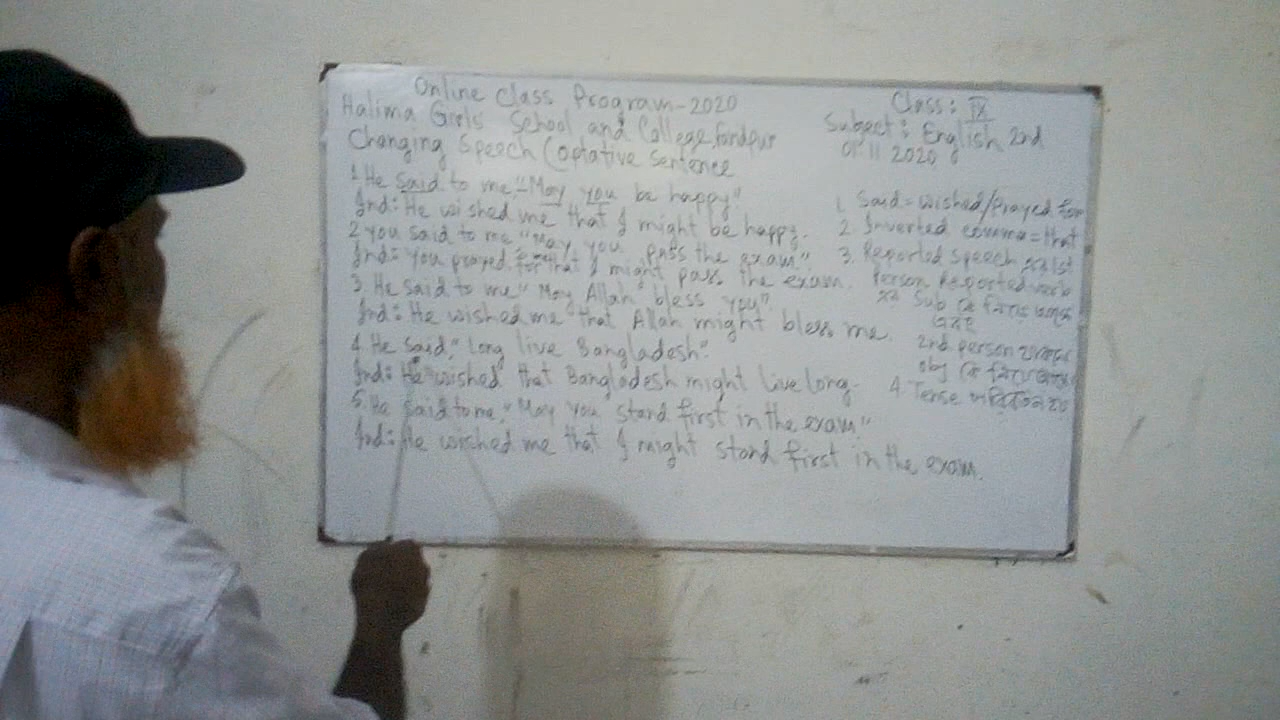 Online Class Program-2020
Halima Girls' School and College, Faridpur
Changing Speech (Optative Sentence
1. He said to me "May you be happy"
Ind: He wished me that I might be happy.
2 you said to me "May you pass the exam."
Ind: You prayed for me that I might pass the exam.
3. He said to me" May Allah bless you".
Ind: He wished me that Allah might bless me.
4. He said," Long live Bangladesh".
Ind: He wished that Bangladesh might live long.
5. He said to me, "May you stand first in the exam"
Ind: He wished me that I might stand first in the exam.
Class: IX
Subject: English 2nd
01.11 2020
1. Said = wished/Prayed for
2 Inverted comma = that
3. Reported speech 1st
Person Reported verb
Sub কে
2nd. person
obj কে
4. Tense পরিবর্তন হয়